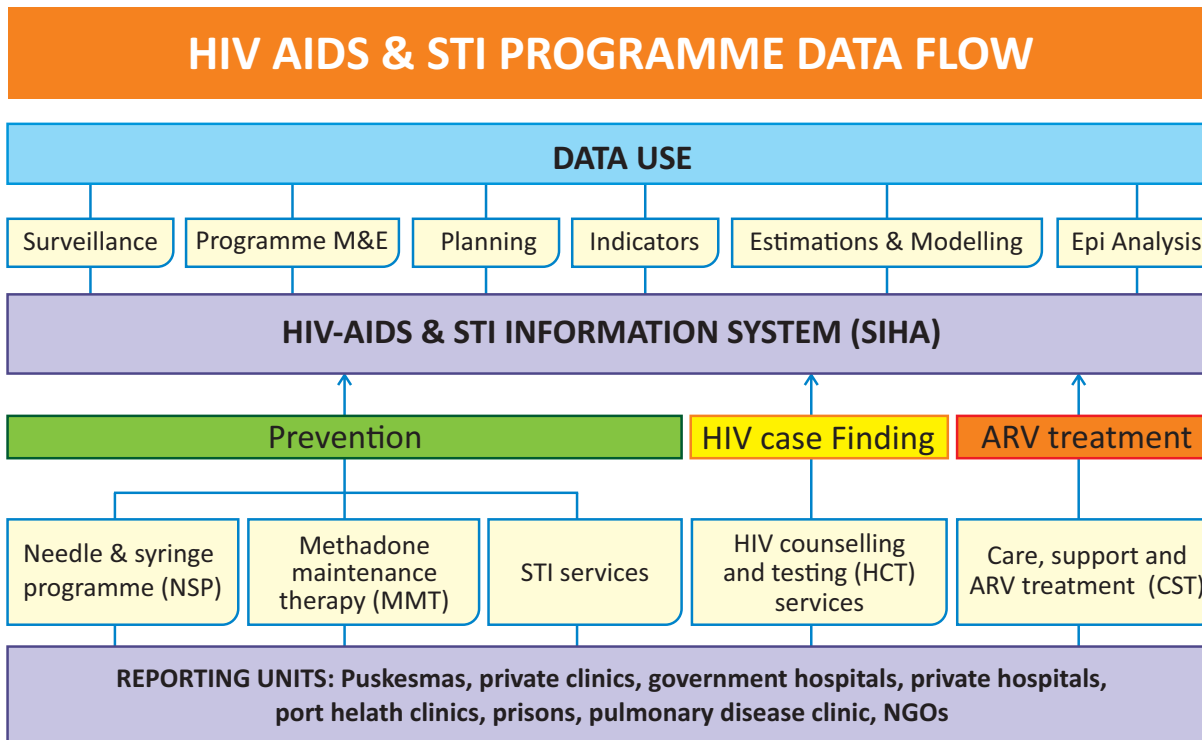 HIV AIDS & STI PROGRAMME DATA FLOW
DATA USE
Surveillance
Programme M&E
Planning
Indicators
Estimations & Modelling
Epi Analysis
HIV-AIDS & STI INFORMATION SYSTEM (SIHA)
Prevention
HIV case Finding
ARV treatment
Needle & syringe
programme (NSP)
Methadone
maintenance
therapy (MMT)
STI services
HIV counselling
and testing (HCT)
services
Care, support and
ARV treatment (CST)
REPORTING UNITS: Puskesmas, private clinics, government hospitals, private hospitals,
port helath clinics, prisons, pulmonary disease clinic, NGOs